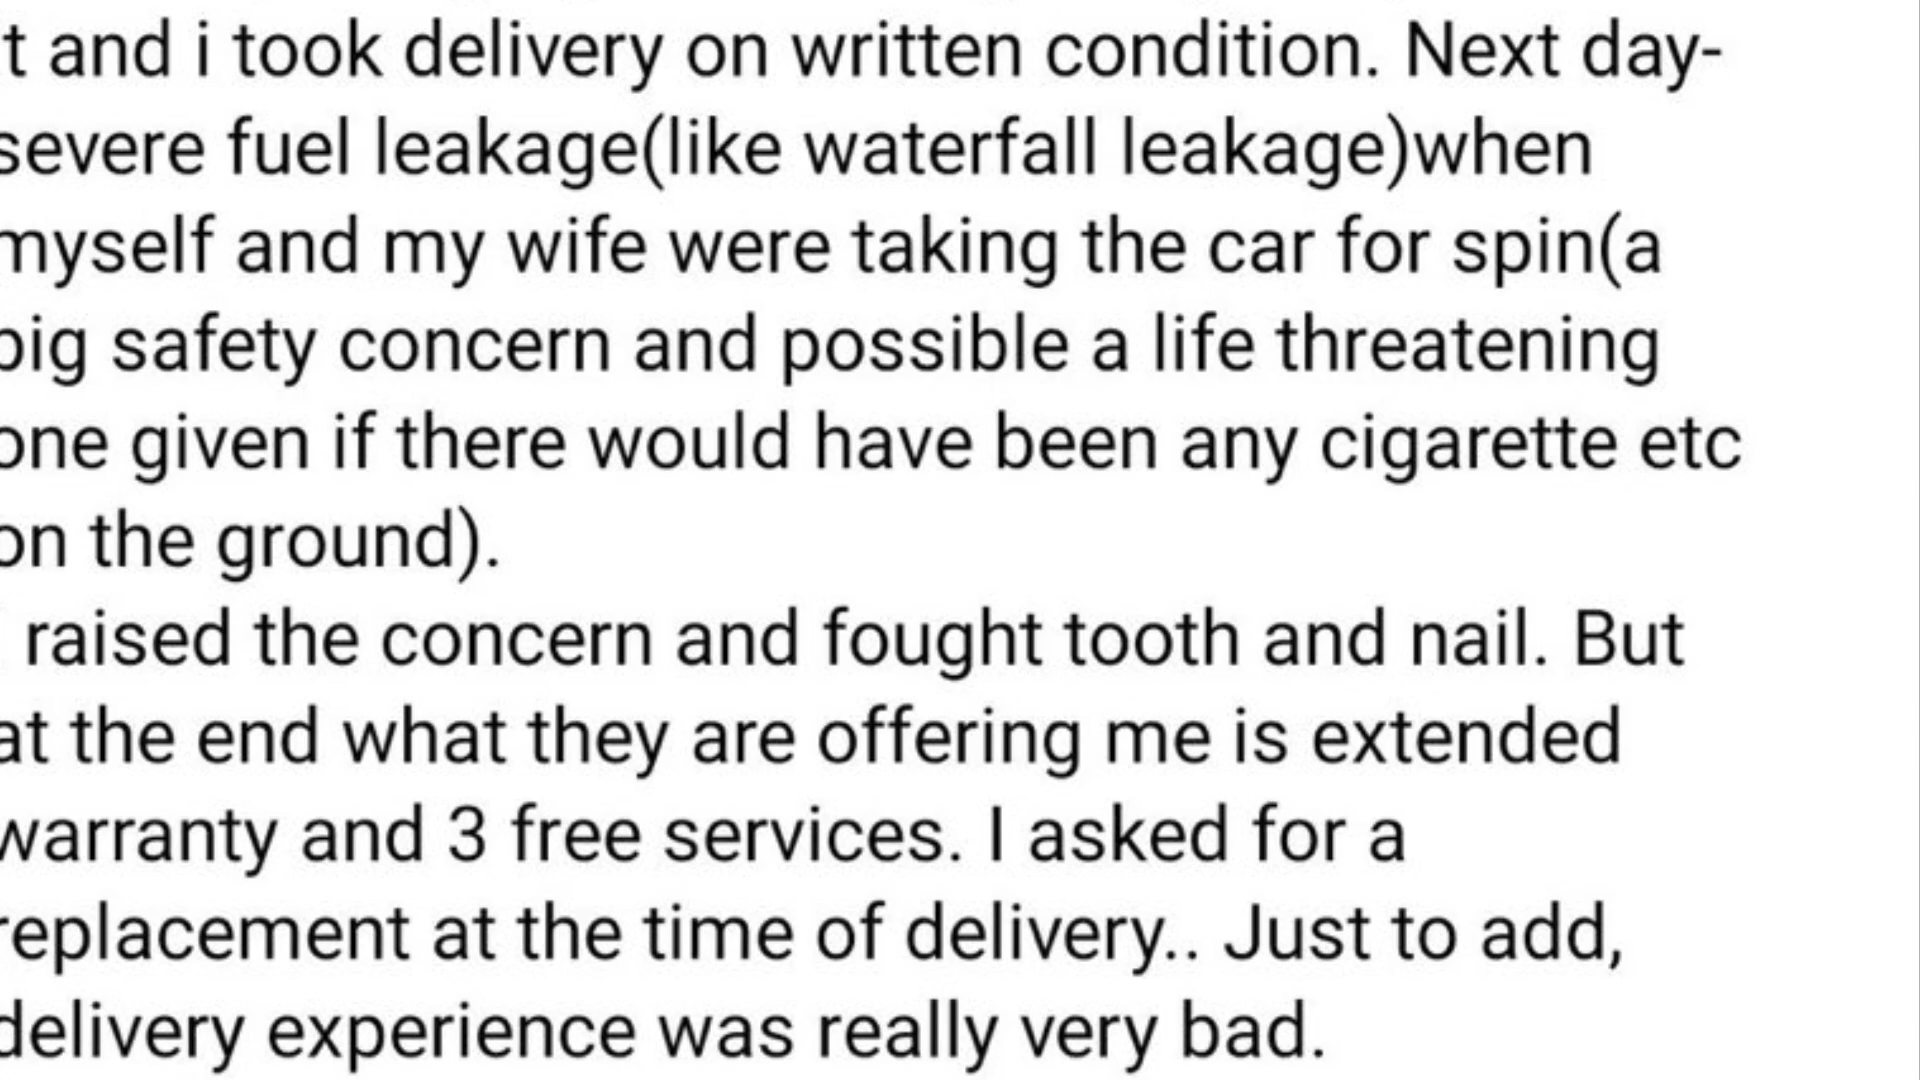 t and i took delivery on written condition. Next day-
severe fuel leakage(like waterfall leakage)when
myself and my wife were taking the car for spin(a
big safety concern and possible a life threatening
one given if there would have been any cigarette etc
on the ground).
I raised the concern and fought tooth and nail. But
at the end what they are offering me is extended
warranty and 3 free services. I asked for a
replacement at the time of delivery.. Just to add,
delivery experience was really very bad.